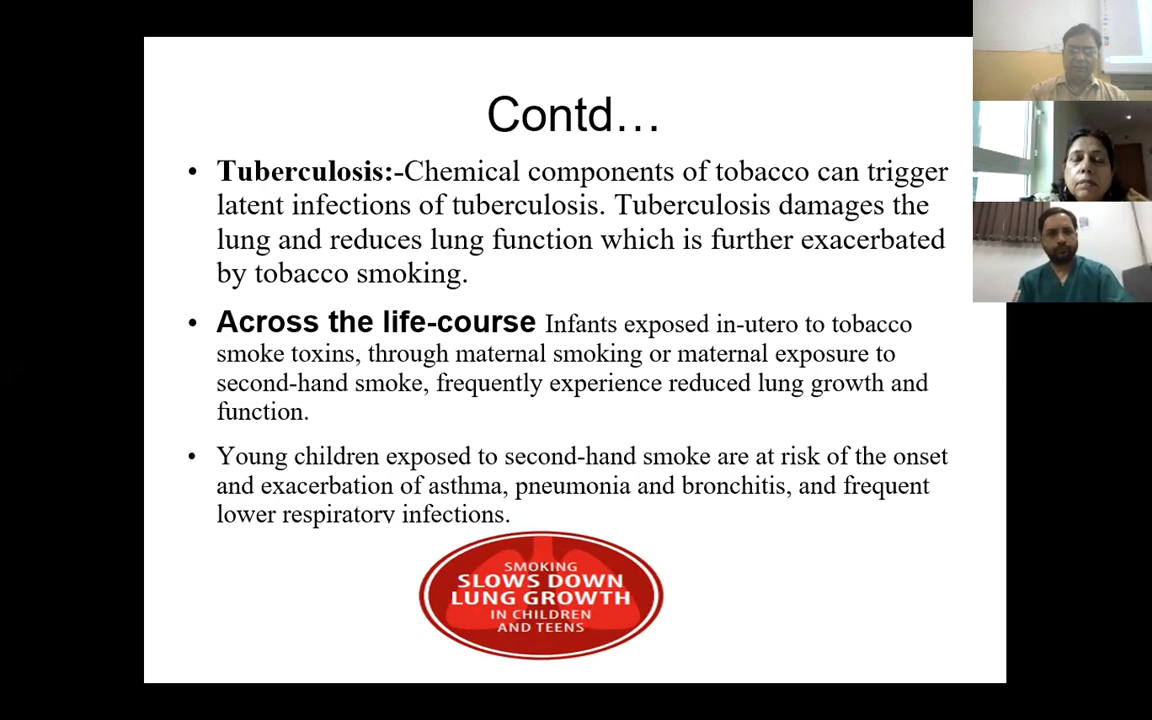 Contd…
• Tuberculosis:-Chemical components of tobacco can trigger
latent infections of tuberculosis. Tuberculosis damages the
lung and reduces lung function which is further exacerbated
by tobacco smoking.
• Across the life-course Infants exposed in-utero to tobacco
smoke toxins, through maternal smoking or maternal exposure to
second-hand smoke, frequently experience reduced lung growth and
function.
• Young children exposed to second-hand smoke are at risk of the onset
and exacerbation of asthma, pneumonia and bronchitis, and frequent
lower respiratory infections.
SMOKING
SLOWS DOWN
LUNG GROWTH
IN CHILDREN
AND TEENS